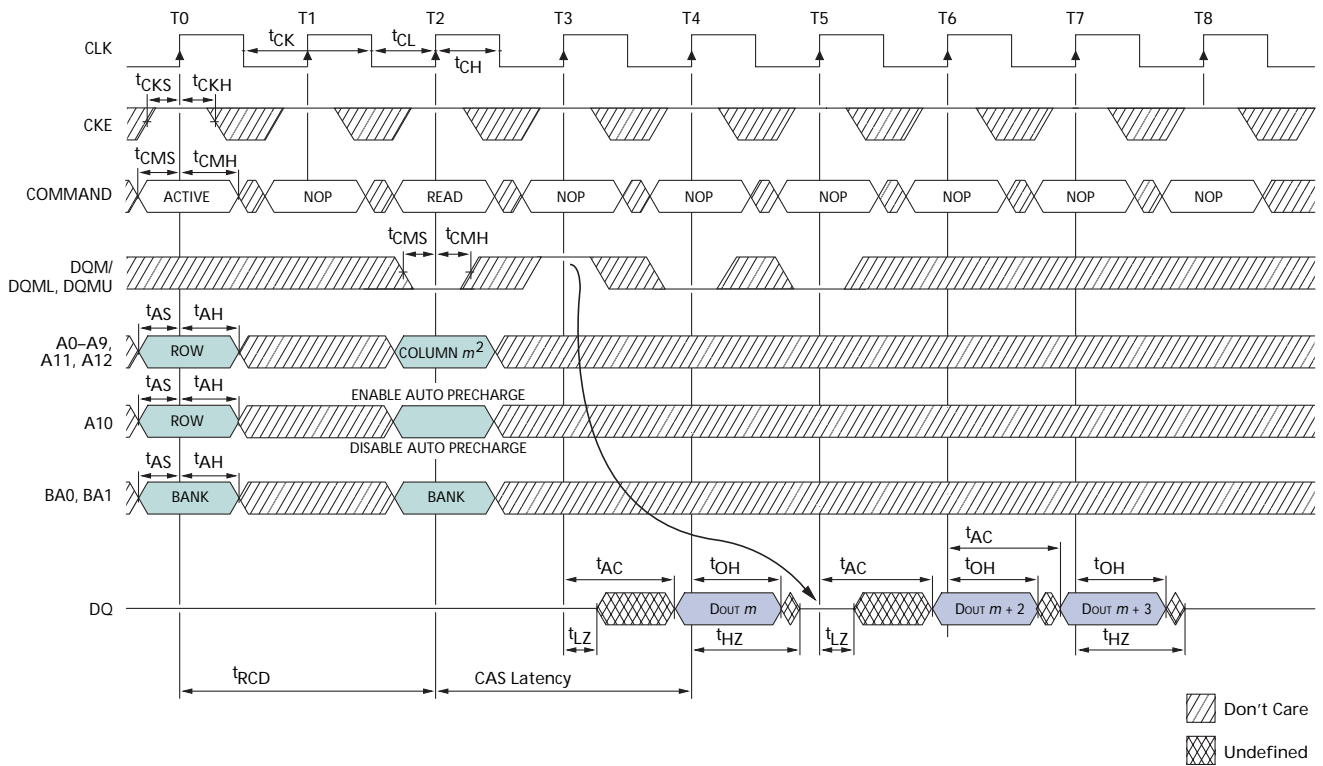 T0 T1 T2 T3 T4 T5 T6 T7 T8
CLK
tCK tCL
tCH
tCKS tCKH
CKE
tCMS tCMH
COMMAND ACTIVE NOP READ NOP NOP NOP NOP NOP NOP
tCMS tCMH
DQM/
DQML, DQMU
tAS tAH
A0–A9,
A11, A12
ROW COLUMN m2
tAS tAH
ENABLE AUTO PRECHARGE
A10 ROW
DISABLE AUTO PRECHARGE
tAS tAH
BA0, BA1 BANK BANK
tAC
tAC tOH tAC tOH tOH
DQ DOUT m DOUT m + 2 DOUT m + 3
tLZ tHZ tLZ tHZ
tRCD CAS Latency
Don't Care
Undefined